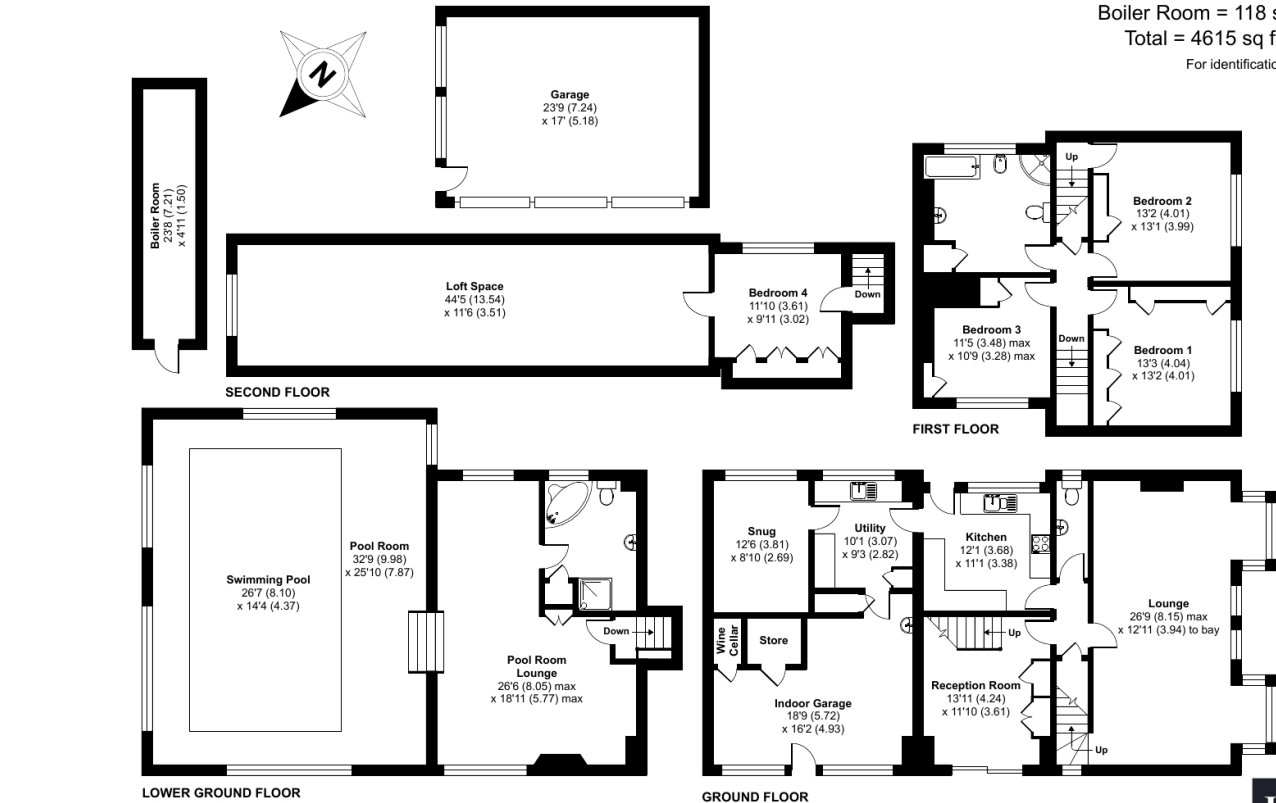 Boiler Room = 118 s
Total = 4615 sq f
For identificatio
N
Garage
23'9 (7.24)
x 17' (5.18)
Boiler Room
23'8 (7.21)
x 4'11 (1.50)
Loft Space
44'5 (13.54)
x 11'6 (3.51)
Bedroom 4
11'10 (3.61)
x 9'11 (3.02)
Down
SECOND FLOOR
Up
Bedroom 2
13'2 (4.01)
x 13'1 (3.99)
Bedroom 3
11'5 (3.48) max
x 10'9 (3.28) max
Down
Bedroom 1
13'3 (4.04)
x 13'2 (4.01)
FIRST FLOOR
Swimming Pool
26'7 (8.10)
x 14'4 (4.37)
Pool Room
32'9 (9.98)
x 25'10 (7.87)
Down
Pool Room
Lounge
26'6 (8.05) max
x 18'11 (5.77) max
LOWER GROUND FLOOR
Snug
12'6 (3.81)
x 8'10 (2.69)
Utility
10'1 (3.07)
x 9'3 (2.82)
Kitchen
12'1 (3.68)
x 11'1 (3.38)
Lounge
26'9 (8.15) max
x 12'11 (3.94) to bay
Wine
Cellar
Store
Up
Reception Room
13'11 (4.24)
x 11'10 (3.61)
Indoor Garage
18'9 (5.72)
x 16'2 (4.93)
Up
GROUND FLOOR